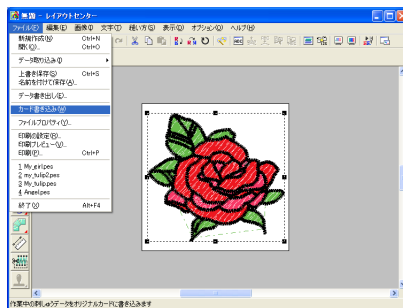 無題 - レイアウトセンター
ファイル(F) 編集(E) 画像(I) 文字(T) 縫い方(S) 表示(D) オプション(O) ヘルプ(H)
新規作成(N) Ctrl+N
開く(O)... Ctrl+O
データ取り込み(I)
上書き保存(S) Ctrl+S
名前を付けて保存(A)...
データ書き出し(E)...
カード書き込み(W)
ファイルプロパティ(V)...
印刷の設定(R)...
印刷プレビュー(V)...
印刷(P)... Ctrl+P
1 My_girl.pes
2 my_tulip2.pes
3 My_tulip.pes
4 Angel.pes
終了(X) Alt+F4
作業中の刺しゅうデータをオリジナルカードに書き込みます